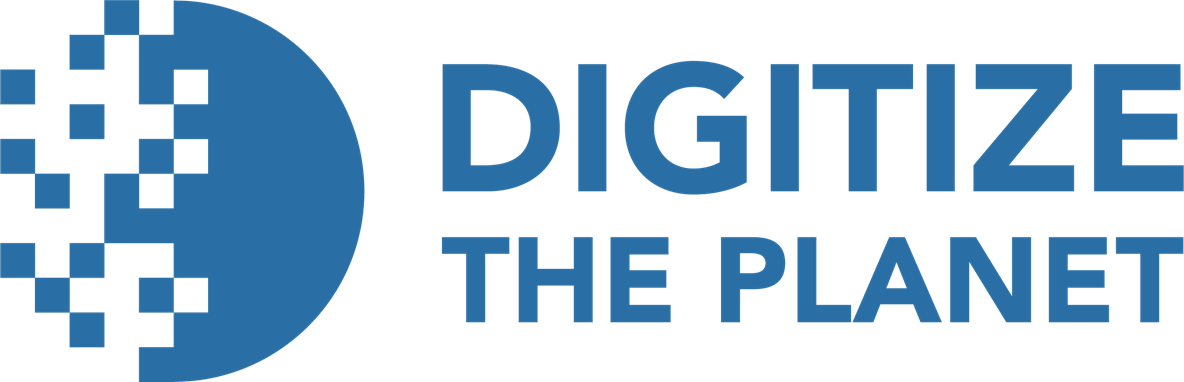 DIGITIZE
THE PLANET